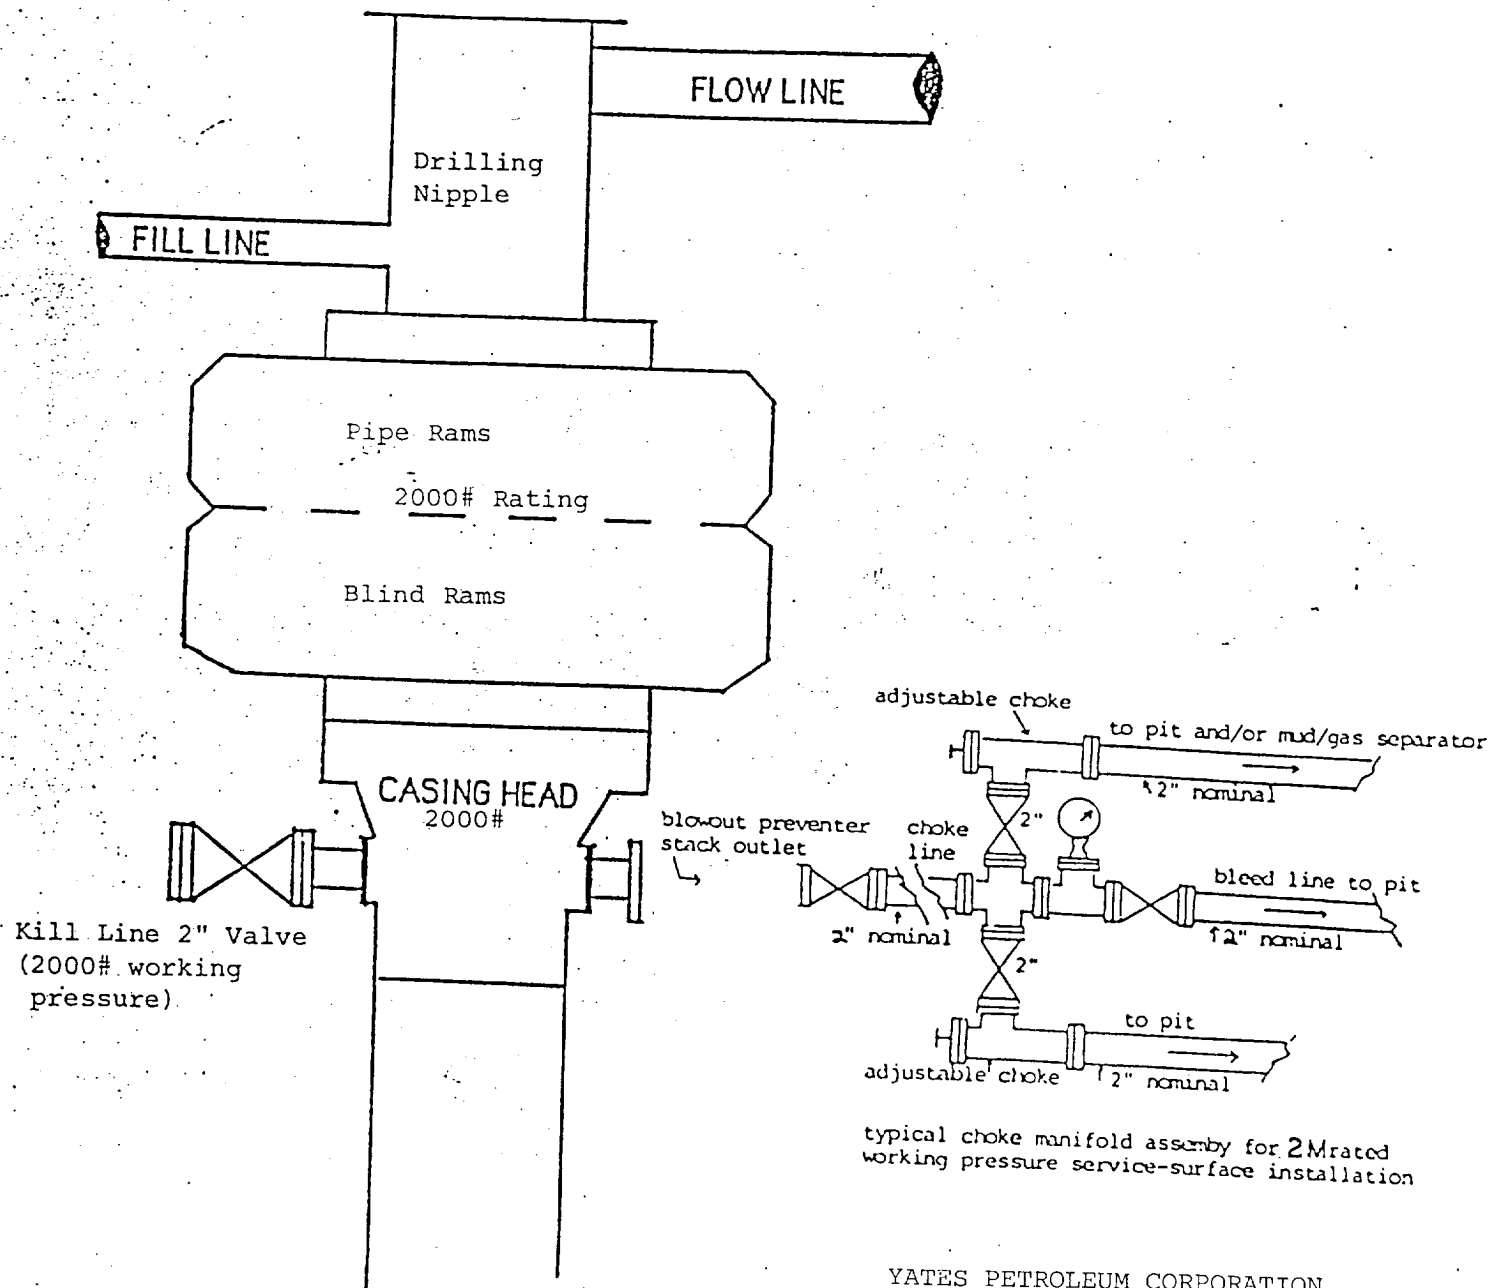 FLOW LINE
Drilling
Nipple
FILL LINE
Pipe Rams
2000# Rating
Blind Rams
CASING HEAD
2000#
Kill Line 2" Valve
(2000# working
pressure)
adjustable choke
to pit and/or mud/gas separator
2" nominal
2"
blowout preventer
stack outlet
choke
line
bleed line to pit
2" nominal
2" nominal
2"
to pit
adjustable choke
2" nominal
typical choke manifold assemby for 2M rated
working pressure service-surface installation
YATES PETROLEUM CORPORATION